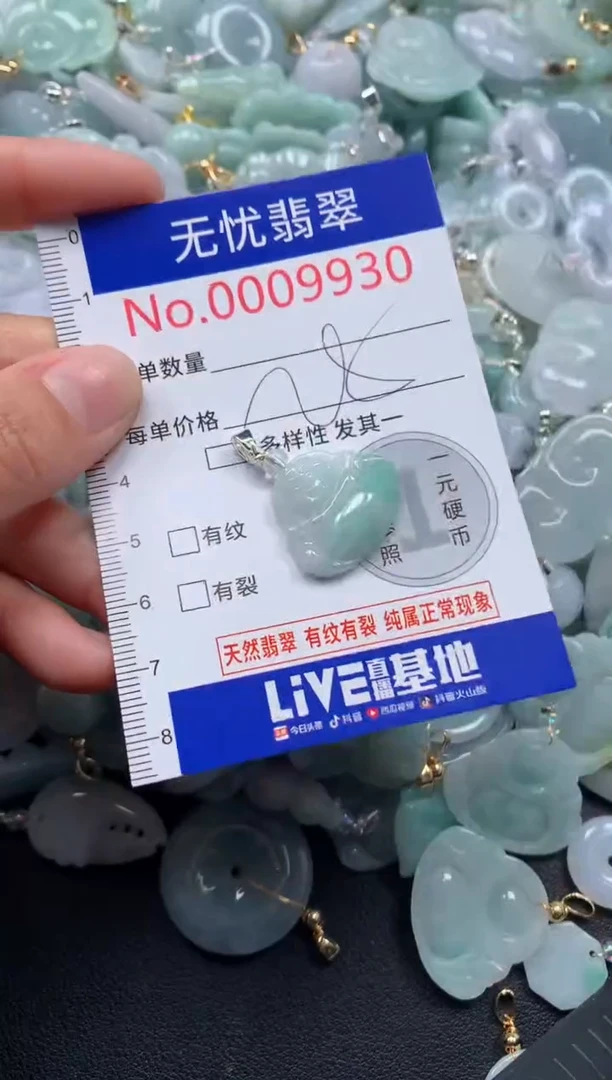 无忧翡翠
No.0009930
0
1
单数量
每单价格
多样性 发其一
4
一元硬币
1
照
5
有纹
6
有裂
天然翡翠 有纹有裂 纯属正常现象
7
LiVE直播基地
8
今日头条 抖音 西瓜视频 抖音火山版